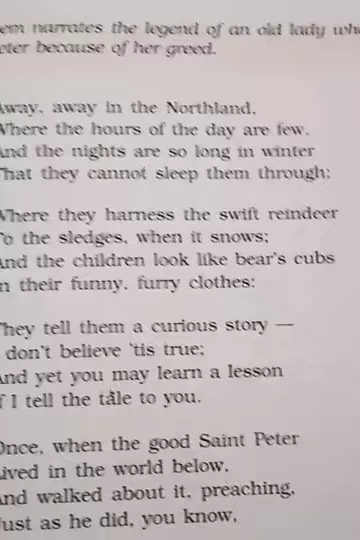 em narrates the legend of an old lady wh
eter because of her greed.
way, away in the Northland,
Where the hours of the day are few,
And the nights are so long in winter
That they cannot sleep them through;
Where they harness the swift reindeer
To the sledges, when it snows;
And the children look like bear's cubs
n their funny, furry clothes:
They tell them a curious story —
don't believe 'tis true;
And yet you may learn a lesson
f I tell the tale to you.
Once, when the good Saint Peter
Lived in the world below,
And walked about it, preaching,
Just as he did, you know,